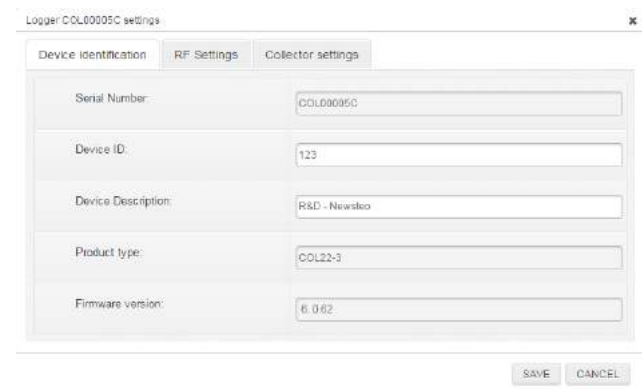 Logger COL00005C settings
Device identification RF Settings Collector settings
Serial Number: COL00005C
Device ID: 123
Device Description: R&D - Newsteo
Product type: COL22-3
Firmware version: 6.0.62
SAVE CANCEL